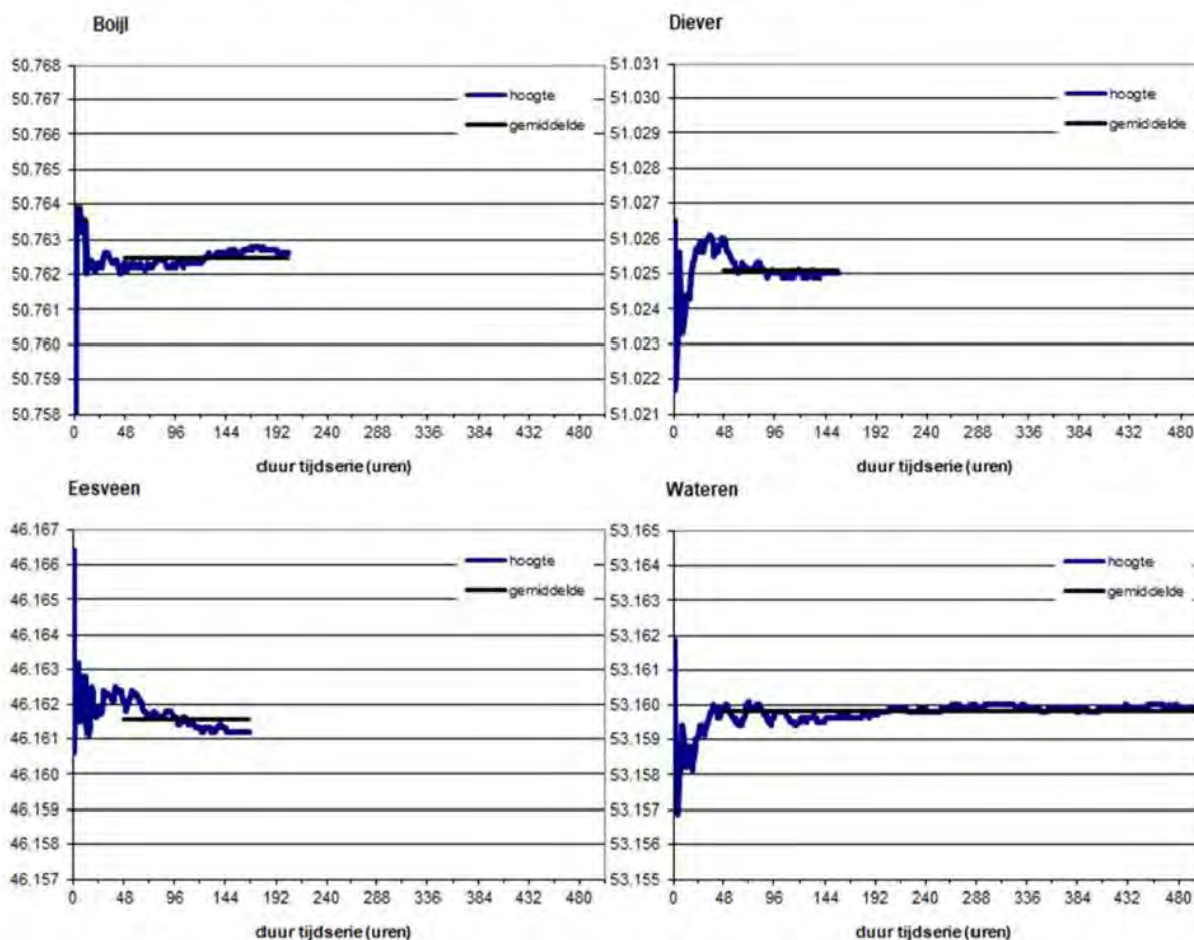 Boijl
50.768
50.767
50.766
50.765
50.764
50.763
50.762
50.761
50.760
50.759
50.758
hoogte
gemiddelde
0 48 96 144 192 240 288 336 384 432 480
duur tijdserie (uren)
Diever
51.031
51.030
51.029
51.028
51.027
51.026
51.025
51.024
51.023
51.022
51.021
hoogte
gemiddelde
0 48 96 144 192 240 288 336 384 432 480
duur tijdserie (uren)
Eesveen
46.167
46.166
46.165
46.164
46.163
46.162
46.161
46.160
46.159
46.158
46.157
hoogte
gemiddelde
0 48 96 144 192 240 288 336 384 432 480
duur tijdserie (uren)
Wateren
53.165
53.164
53.163
53.162
53.161
53.160
53.159
53.158
53.157
53.156
53.155
hoogte
gemiddelde
0 48 96 144 192 240 288 336 384 432 480
duur tijdserie (uren)